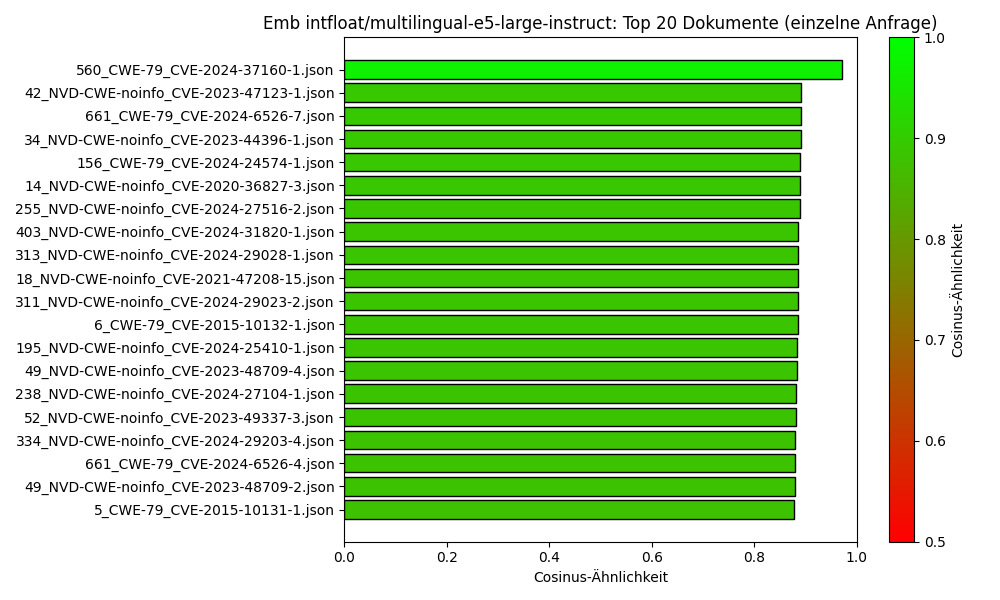 Emb intfloat/multilingual-e5-large-instruct: Top 20 Dokumente (einzelne Anfrage)
560_CWE-79_CVE-2024-37160-1.json
42_NVD-CWE-noinfo_CVE-2023-47123-1.json
661_CWE-79_CVE-2024-6526-7.json
34_NVD-CWE-noinfo_CVE-2023-44396-1.json
156_CWE-79_CVE-2024-24574-1.json
14_NVD-CWE-noinfo_CVE-2020-36827-3.json
255_NVD-CWE-noinfo_CVE-2024-27516-2.json
403_NVD-CWE-noinfo_CVE-2024-31820-1.json
313_NVD-CWE-noinfo_CVE-2024-29028-1.json
18_NVD-CWE-noinfo_CVE-2021-47208-15.json
311_NVD-CWE-noinfo_CVE-2024-29023-2.json
6_CWE-79_CVE-2015-10132-1.json
195_NVD-CWE-noinfo_CVE-2024-25410-1.json
49_NVD-CWE-noinfo_CVE-2023-48709-4.json
238_NVD-CWE-noinfo_CVE-2024-27104-1.json
52_NVD-CWE-noinfo_CVE-2023-49337-3.json
334_NVD-CWE-noinfo_CVE-2024-29203-4.json
661_CWE-79_CVE-2024-6526-4.json
49_NVD-CWE-noinfo_CVE-2023-48709-2.json
5_CWE-79_CVE-2015-10131-1.json
0.0 0.2 0.4 0.6 0.8 1.0
Cosinus-Ähnlichkeit
1.0
0.9
0.8
0.7
0.6
0.5
Cosinus-Ähnlichkeit